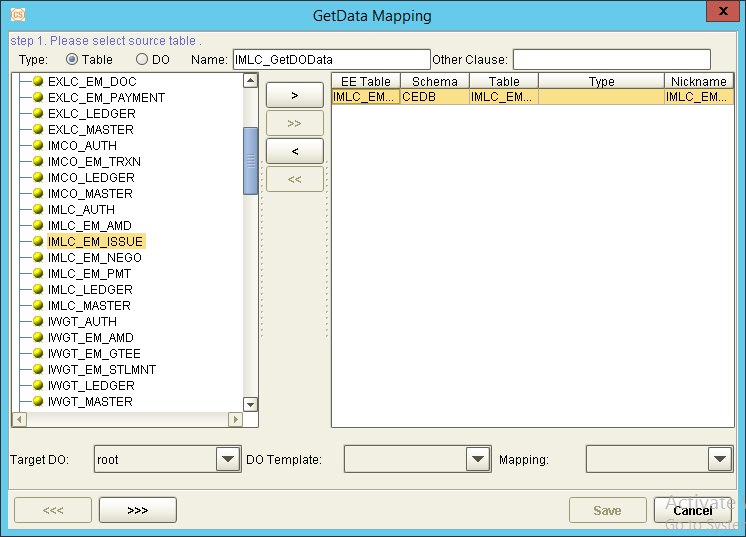 GetData Mapping
step 1. Please select source table .
Type: Table DO Name: IMLC_GetDOData Other Clause:
EXLC_EM_DOC
EXLC_EM_PAYMENT
EXLC_LEDGER
EXLC_MASTER
IMCO_AUTH
IMCO_EM_TRXN
IMCO_LEDGER
IMCO_MASTER
IMLC_AUTH
IMLC_EM_AMD
IMLC_EM_ISSUE
IMLC_EM_NEGO
IMLC_EM_PMT
IMLC_LEDGER
IMLC_MASTER
IWGT_AUTH
IWGT_EM_AMD
IWGT_EM_GTEE
IWGT_EM_STLMNT
IWGT_LEDGER
IWGT_MASTER
>
>>
<
<<
EE Table Schema Table Type Nickname
IMLC_EM... CEDB IMLC_EM... IMLC_EM...
Target DO: root DO Template: Mapping:
<<< >>> Save Cancel
Activate
Go to Syste